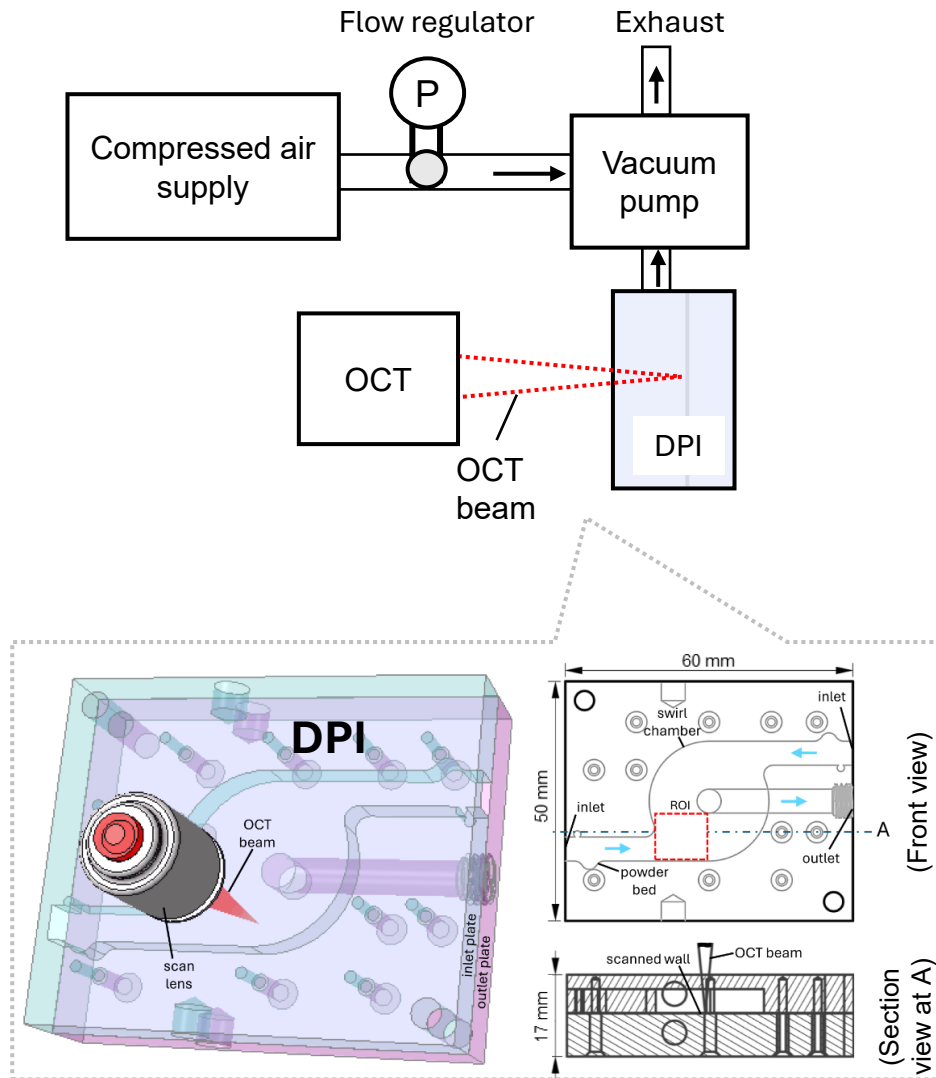 Flow regulator
Exhaust
P
Compressed air
supply
Vacuum
pump
OCT
DPI
OCT
beam
DPI
OCT
beam
scan
lens
inlet plate
outlet plate
60 mm
50 mm
swirl
chamber
inlet
inlet
ROI
A
outlet
powder
bed
(Front view)
scanned wall
OCT beam
17 mm
(Section
view at A)